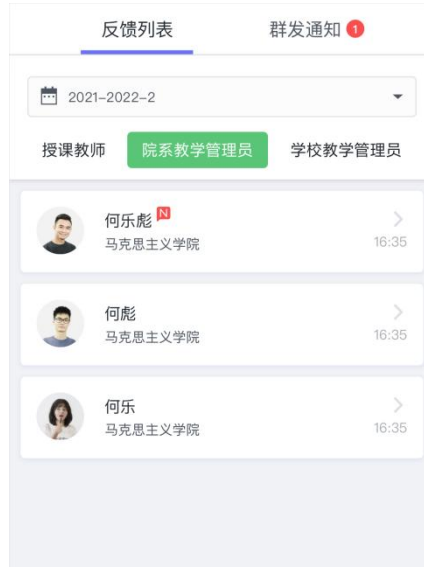 反馈列表 群发通知 1
2021-2022-2
授课教师 院系教学管理员 学校教学管理员
何乐彪 N
马克思主义学院 16:35
何彪
马克思主义学院 16:35
何乐
马克思主义学院 16:35